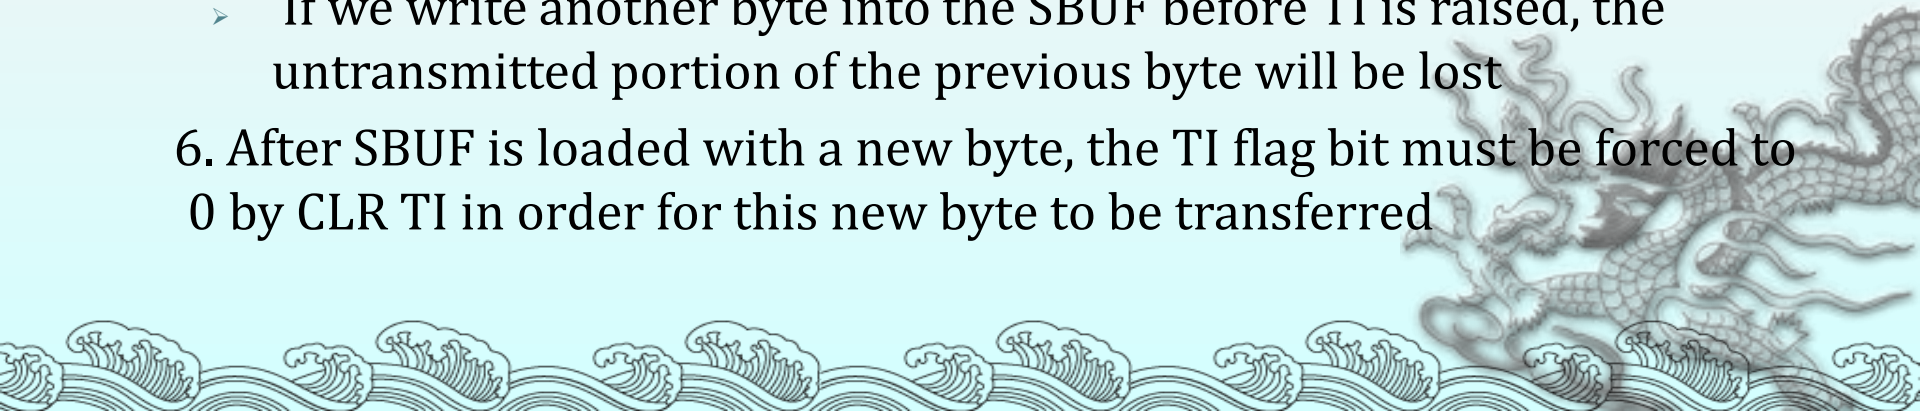 If we write another byte into the SBUF before TI is raised, the
untransmitted portion of the previous byte will be lost
6. After SBUF is loaded with a new byte, the TI flag bit must be forced to
0 by CLR TI in order for this new byte to be transferred